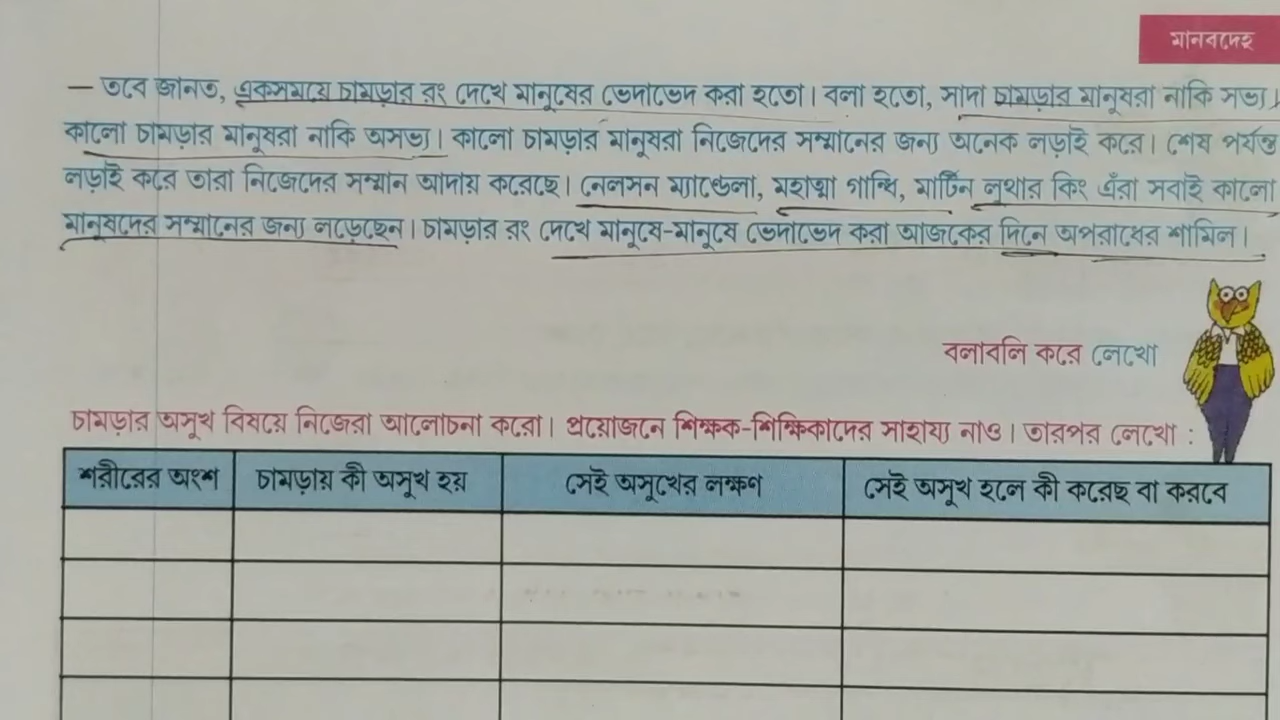 মানবদেহ
— তবে জানত, একসময়ে চামড়ার রং দেখে মানুষের ভেদাভেদ করা হতো। বলা হতো, সাদা চামড়ার মানুষরা নাকি সভ্য।
কালো চামড়ার মানুষরা নাকি অসভ্য। কালো চামড়ার মানুষরা নিজেদের সম্মানের জন্য অনেক লড়াই করে। শেষ পর্যন্ত
লড়াই করে তারা নিজেদের সম্মান আদায় করেছে। নেলসন ম্যান্ডেলা, মহাত্মা গান্ধি, মার্টিন লুথার কিং এঁরা সবাই কালো
মানুষদের সম্মানের জন্য লড়েছেন। চামড়ার রং দেখে মানুষে-মানুষে ভেদাভেদ করা আজকের দিনে অপরাধের শামিল।
বলাবলি করে লেখো
চামড়ার অসুখ বিষয়ে নিজেরা আলোচনা করো। প্রয়োজনে শিক্ষক-শিক্ষিকাদের সাহায্য নাও। তারপর লেখো :
শরীরের অংশ চামড়ায় কী অসুখ হয় সেই অসুখের লক্ষণ সেই অসুখ হলে কী করেছ বা করবে